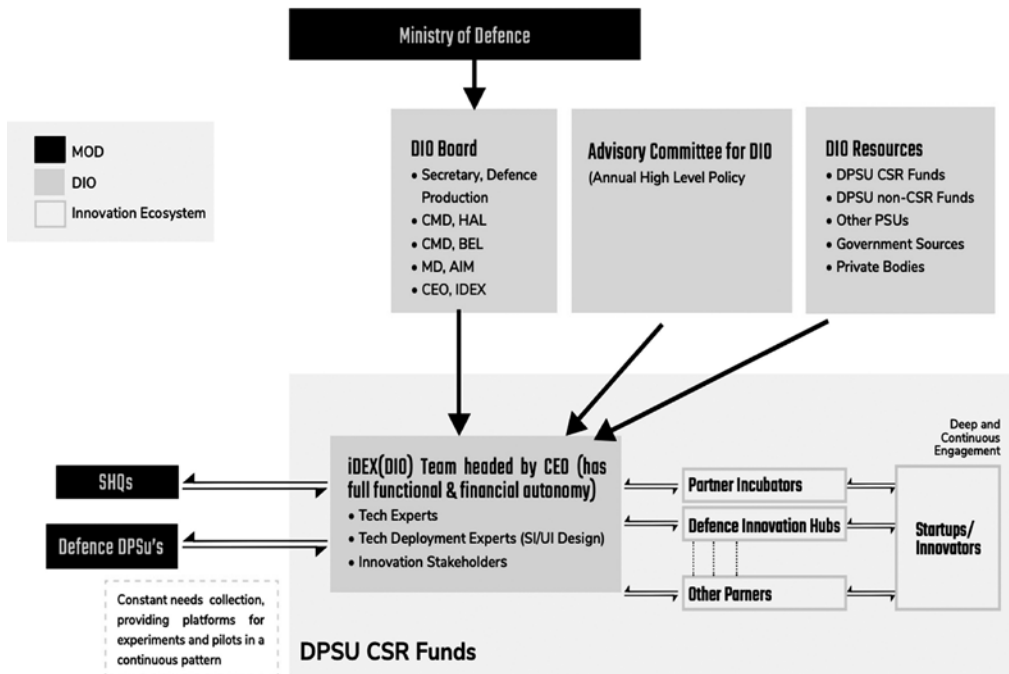 Ministry of Defence
MOD
DIO
Innovation Ecosystem
DIO Board
• Secretary, Defence
Production
• CMD, HAL
• CMD, BEL
• MD, AIM
• CEO, IDEX
Advisory Committee for DIO
(Annual High Level Policy
DIO Resources
• DPSU CSR Funds
• DPSU non-CSR Funds
• Other PSUs
• Government Sources
• Private Bodies
SHQs
Defence DPSu's
Constant needs collection,
providing platforms for
experiments and pilots in a
continuous pattern
iDEX(DIO) Team headed by CEO (has
full functional & financial autonomy)
• Tech Experts
• Tech Deployment Experts (SI/UI Design)
• Innovation Stakeholders
Partner Incubators
Defence Innovation Hubs
Other Parners
Deep and
Continuous
Engagement
Startups/
Innovators
DPSU CSR Funds